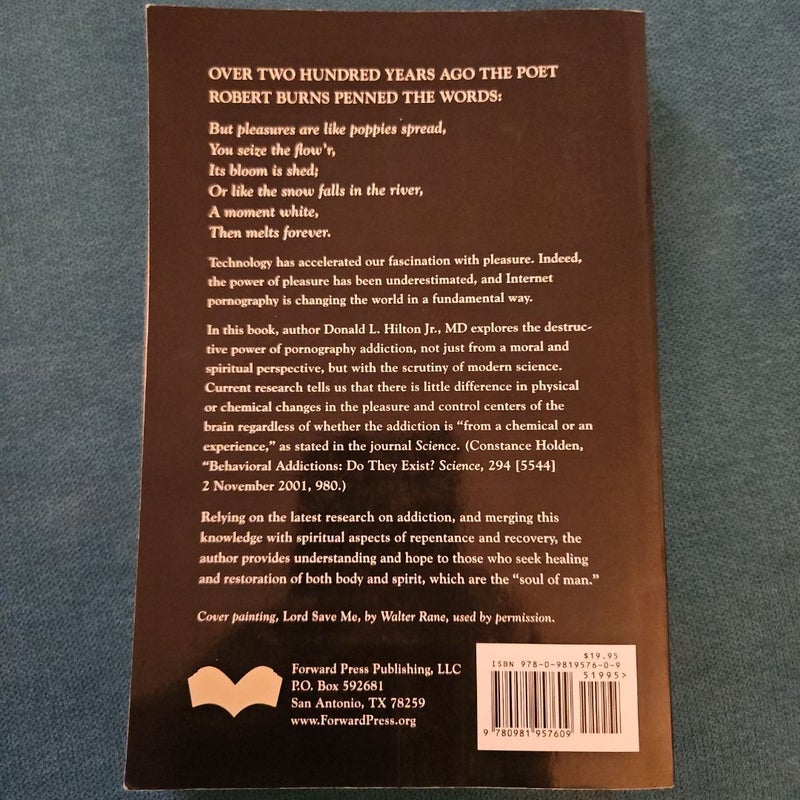 OVER TWO HUNDRED YEARS AGO THE POET
ROBERT BURNS PENNED THE WORDS:
But pleasures are like poppies spread,
You seize the flow'r,
Its bloom is shed;
Or like the snow falls in the river,
A moment white,
Then melts forever.
Technology has accelerated our fascination with pleasure. Indeed,
the power of pleasure has been underestimated, and Internet
pornography is changing the world in a fundamental way.
In this book, author Donald L. Hilton Jr., MD explores the destruc-
tive power of pornography addiction, not just from a moral and
spiritual perspective, but with the scrutiny of modern science.
Current research tells us that there is little difference in physical
or chemical changes in the pleasure and control centers of the
brain regardless of whether the addiction is "from a chemical or an
experience," as stated in the journal Science. (Constance Holden,
"Behavioral Addictions: Do They Exist? Science, 294 [5544]
2 November 2001, 980.)
Relying on the latest research on addiction, and merging this
knowledge with spiritual aspects of repentance and recovery, the
author provides understanding and hope to those who seek healing
and restoration of both body and spirit, which are the "soul of man."
Cover painting, Lord Save Me, by Walter Rane, used by permission.
Forward Press Publishing, LLC
P.O. Box 592681
San Antonio, TX 78259
www.ForwardPress.org
$19.95
ISBN 978-0-9819576-0-9
51995>
9 780981 957609